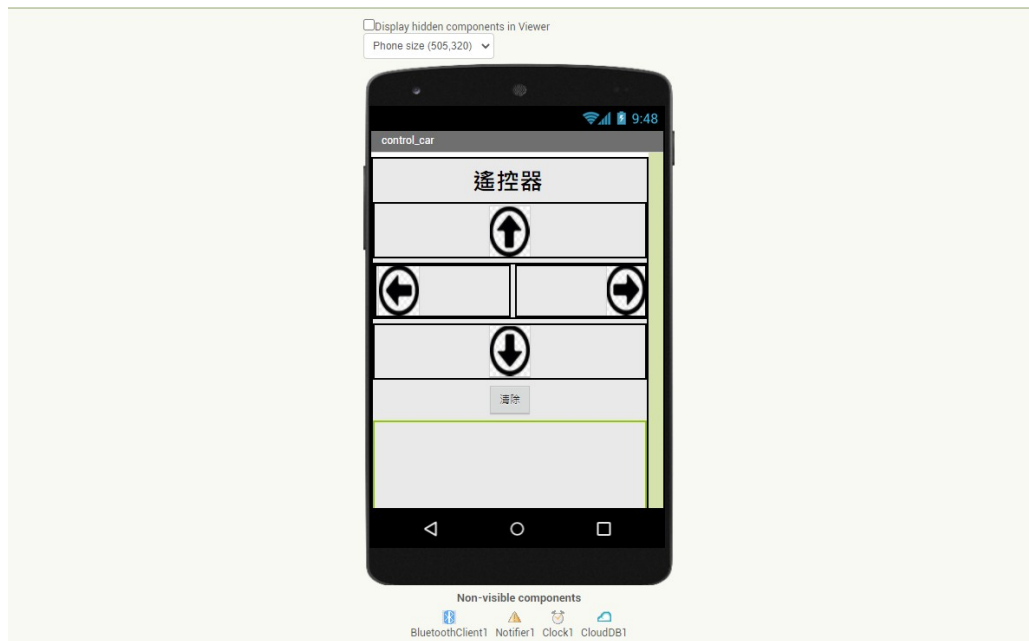 Display hidden components in Viewer
Phone size (505,320)
9:48
control_car
遙控器
清除
Non-visible components
BluetoothClient1 Notifier1 Clock1 CloudDB1